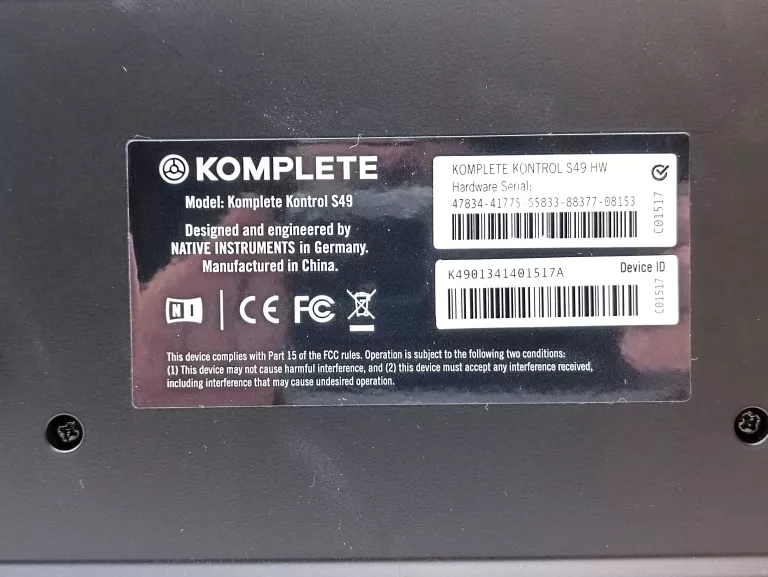 KOMPLETE
Model: Komplete Kontrol S49
Designed and engineered by
NATIVE INSTRUMENTS in Germany.
Manufactured in China.
NI
CE FC
This device complies with Part 15 of the FCC rules. Operation is subject to the following two conditions:
(1) This device may not cause harmful interference, and (2) this device must accept any interference received,
including interference that may cause undesired operation.
KOMPLETE KONTROL S49 HW
Hardware Serial:
47834-41775-55833-88377-08153
C01517
K4901341401517A
Device ID
C01517